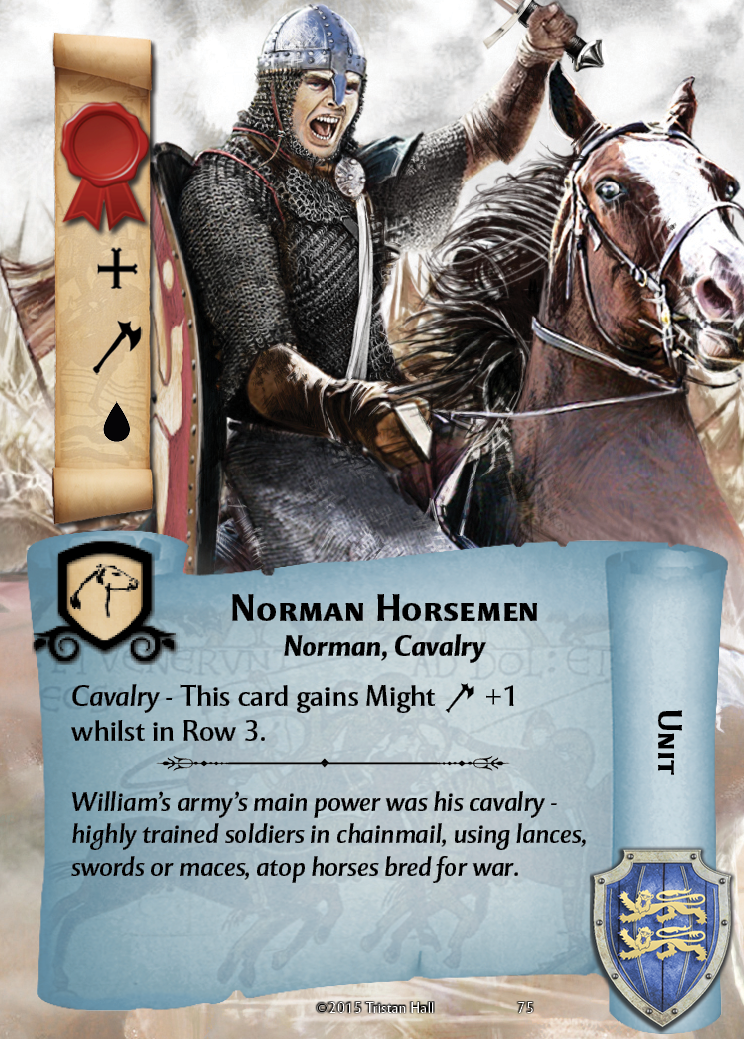 Norman Horsemen
Norman, Cavalry
Cavalry - This card gains Might +1
whilst in Row 3.
William's army's main power was his cavalry -
highly trained soldiers in chainmail, using lances,
swords or maces, atop horses bred for war.
Unit
©2015 Tristan Hall
75